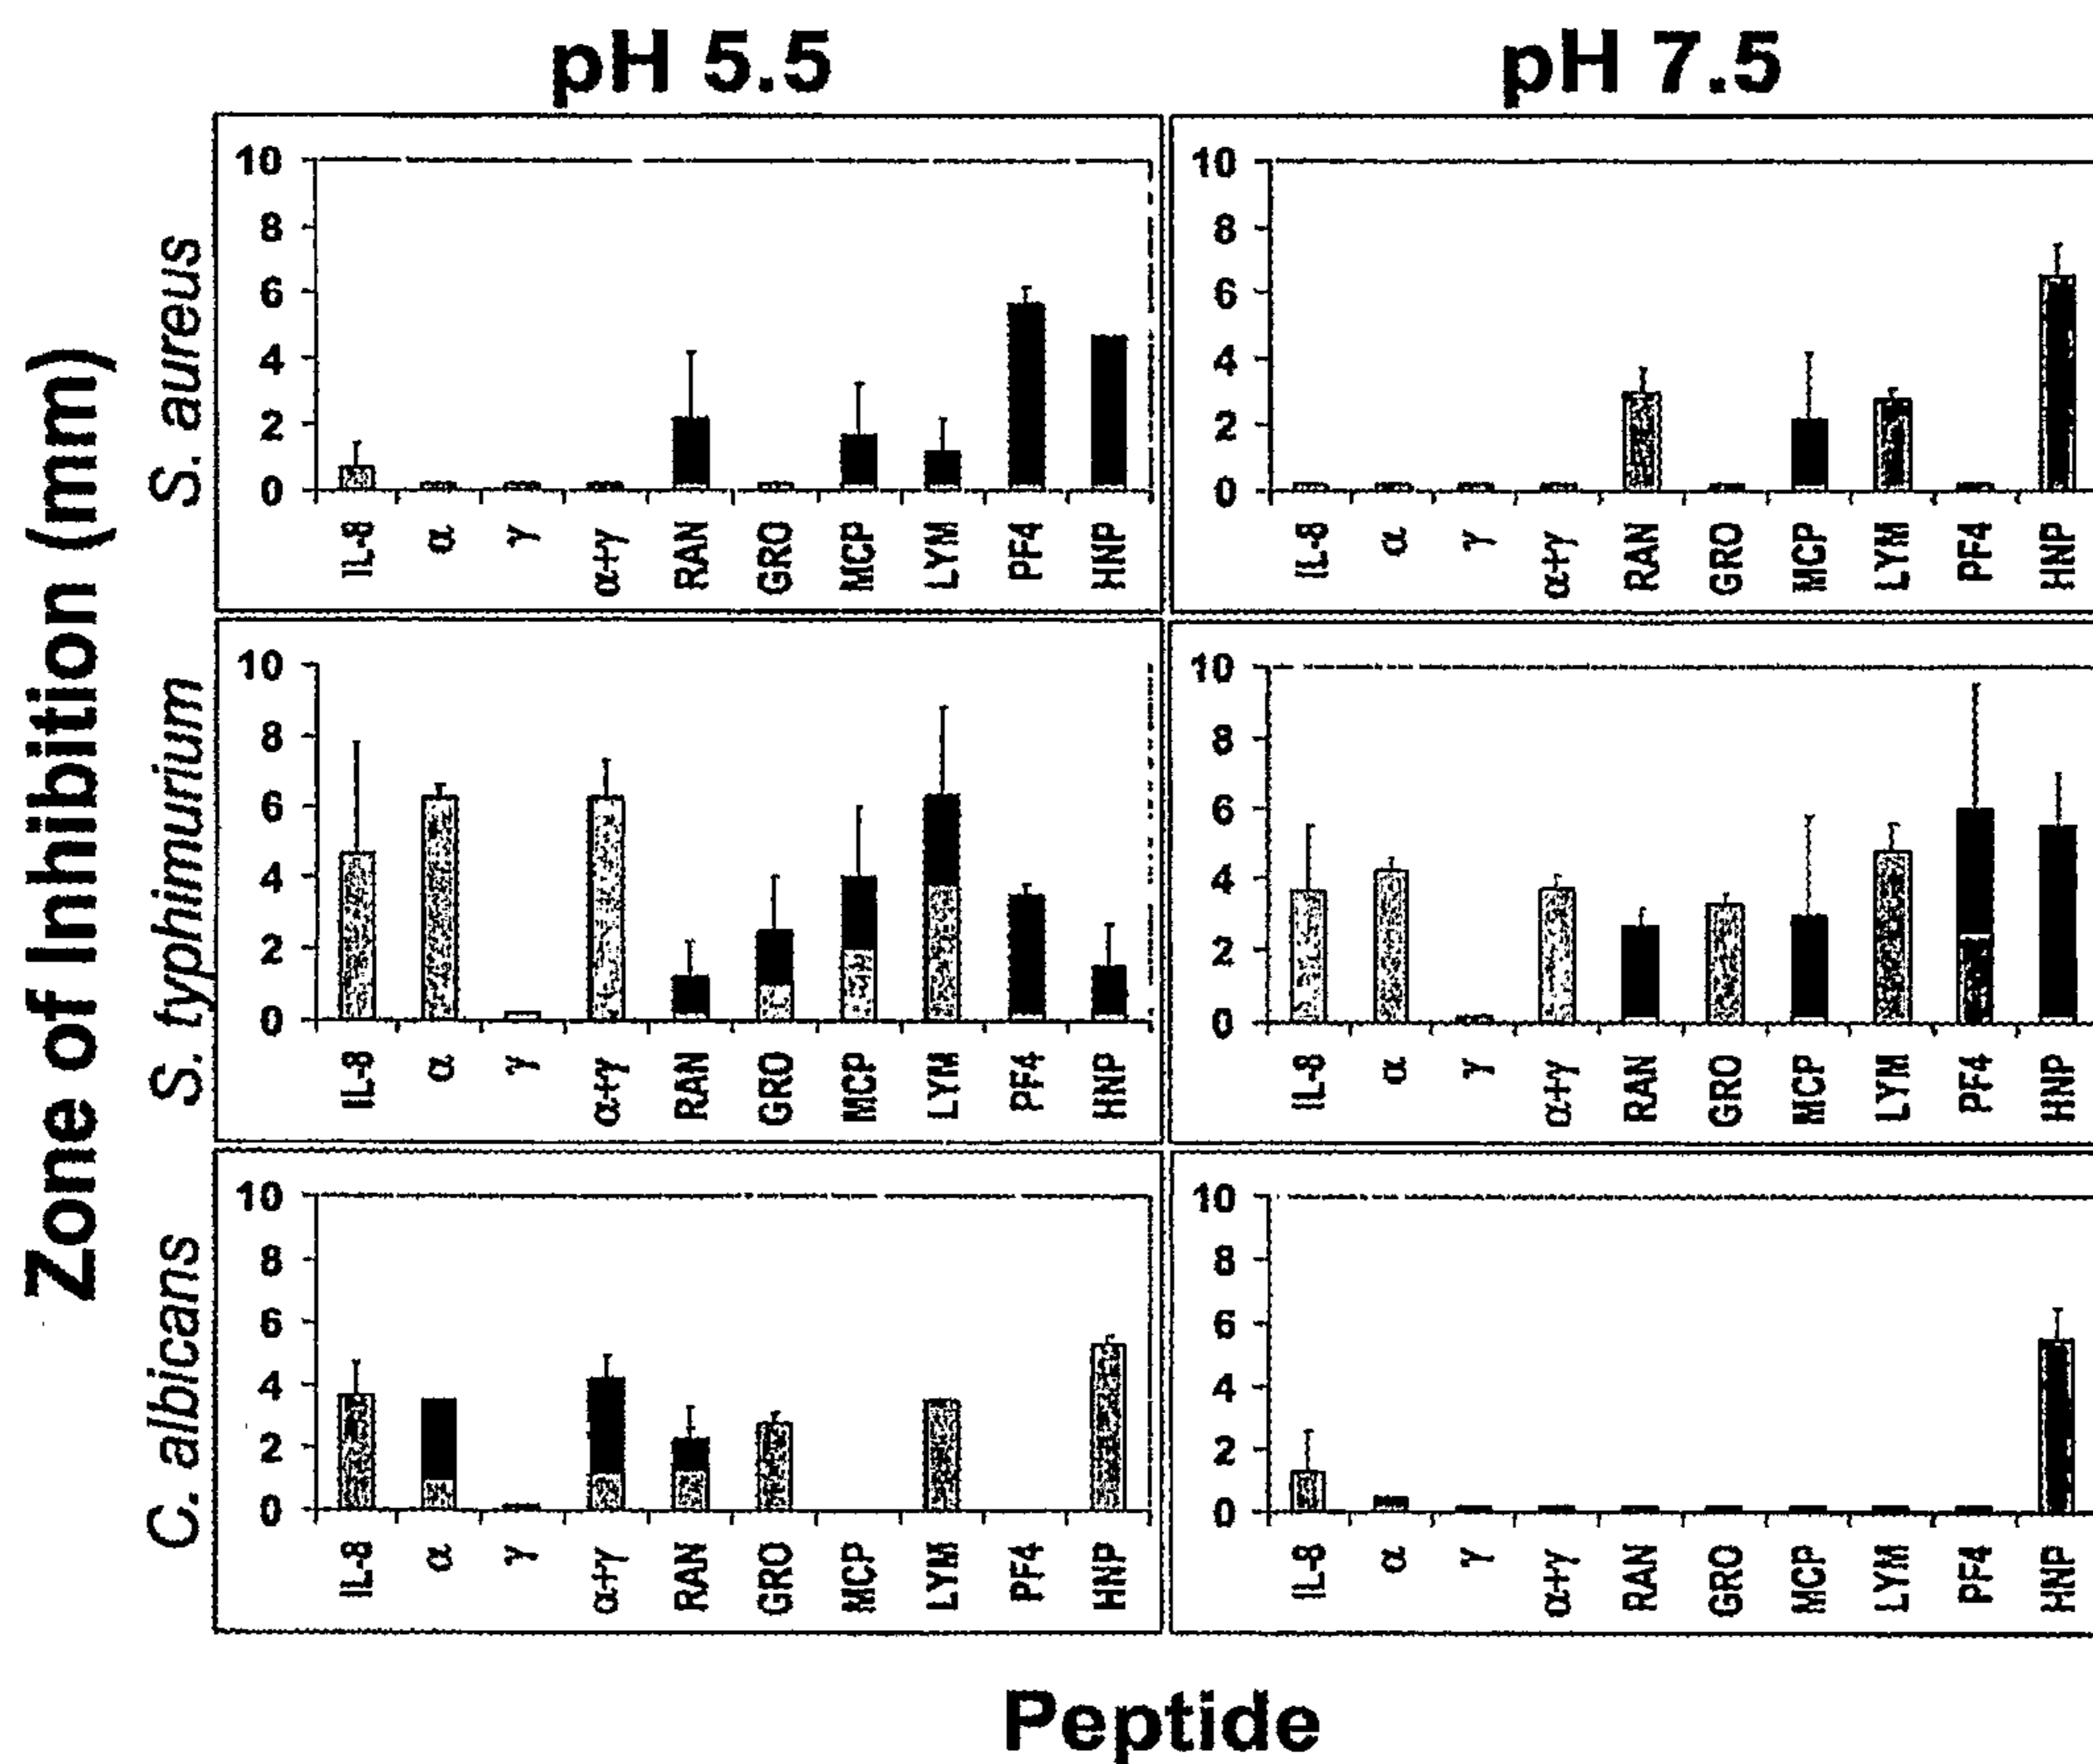 pH 5.5
pH 7.5
Zone of Inhibition (mm)
S. aureus
10
8
6
4
2
0
IL-8 α γ α+γ RAN GRO MCP LYM PF4 HNP
10
8
6
4
2
0
IL-8 α γ α+γ RAN GRO MCP LYM PF4 HNP
S. typhimurium
10
8
6
4
2
0
IL-8 α γ α+γ RAN GRO MCP LYM PF4 HNP
10
8
6
4
2
0
IL-8 α γ α+γ RAN GRO MCP LYM PF4 HNP
C. albicans
10
8
6
4
2
0
IL-8 α γ α+γ RAN GRO MCP LYM PF4 HNP
10
8
6
4
2
0
IL-8 α γ α+γ RAN GRO MCP LYM PF4 HNP
Peptide